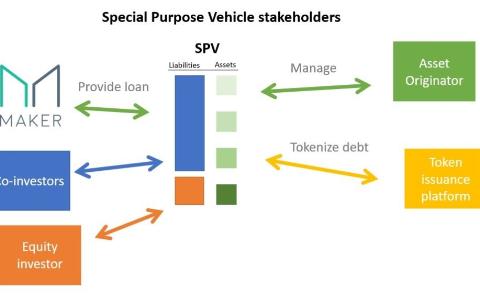 Special Purpose Vehicle stakeholders
SPV
Liabilities Assets
MAKER
Provide loan
Manage
Asset
Originator
Co-investors
Tokenize debt
Token
issuance
platform
Equity
investor